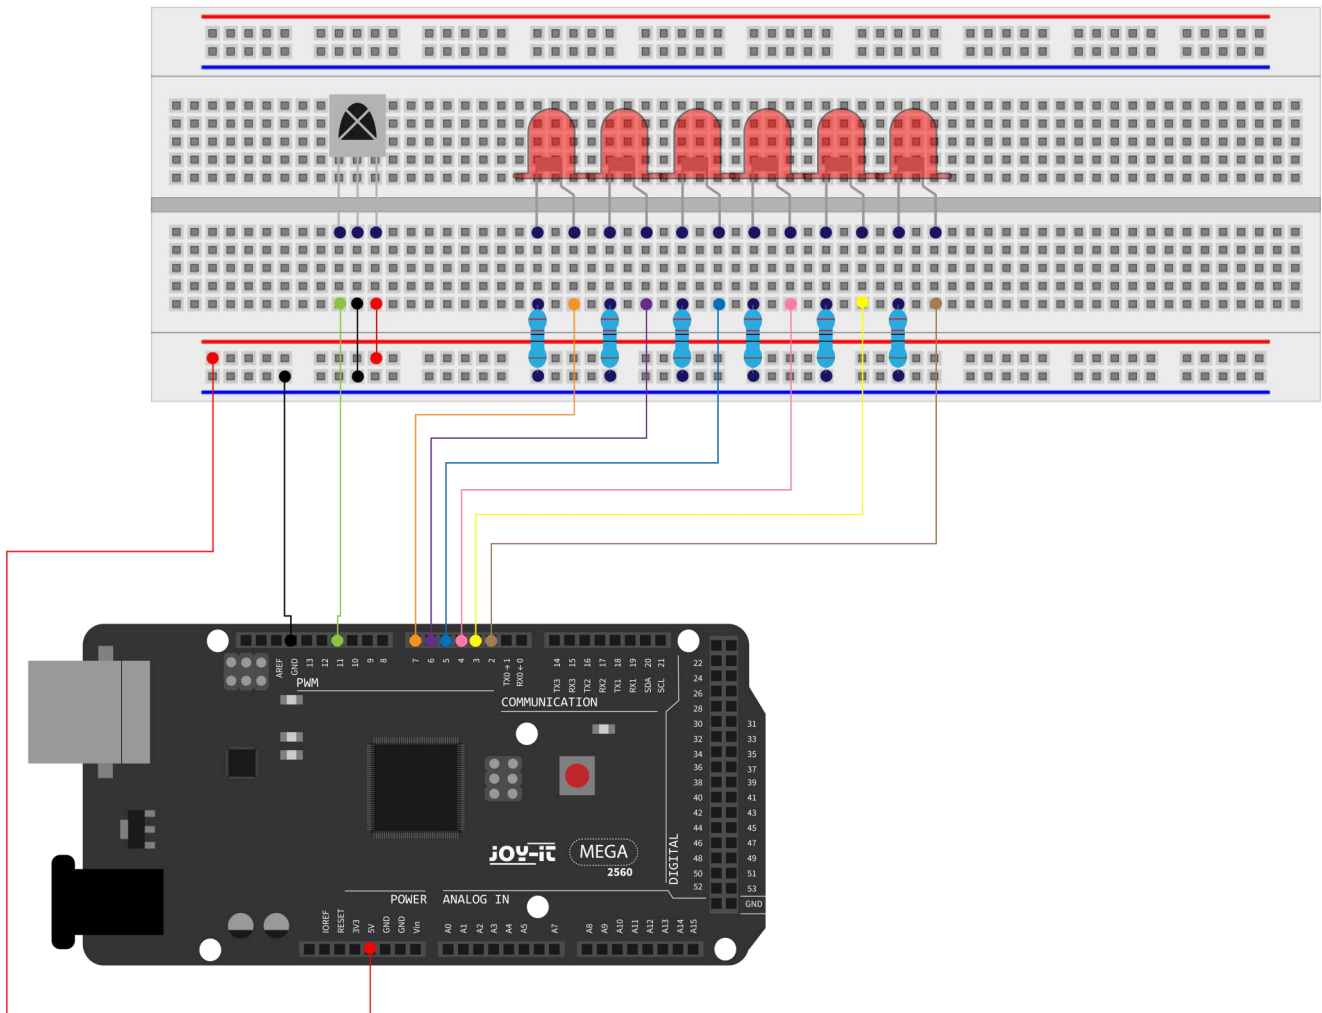 AREF
GND
13
12
11
10
9
8
7
6
5
4
3
2
TX0→1
RX0←0
TX3 14
RX3 15
TX2 16
RX2 17
TX1 18
RX1 19
SDA 20
SCL 21
PWM
COMMUNICATION
22
24
26
28
30 31
32 33
34 35
36 37
38 39
40 41
42 43
44 45
46 47
48 49
50 51
52 53
GND
DIGITAL
JOY-iT
MEGA
2560
POWER
ANALOG IN
IOREF
RESET
3V3
5V
GND
GND
Vin
A0
A1
A2
A3
A4
A5
A7
A8
A9
A10
A11
A12
A13
A14
A15